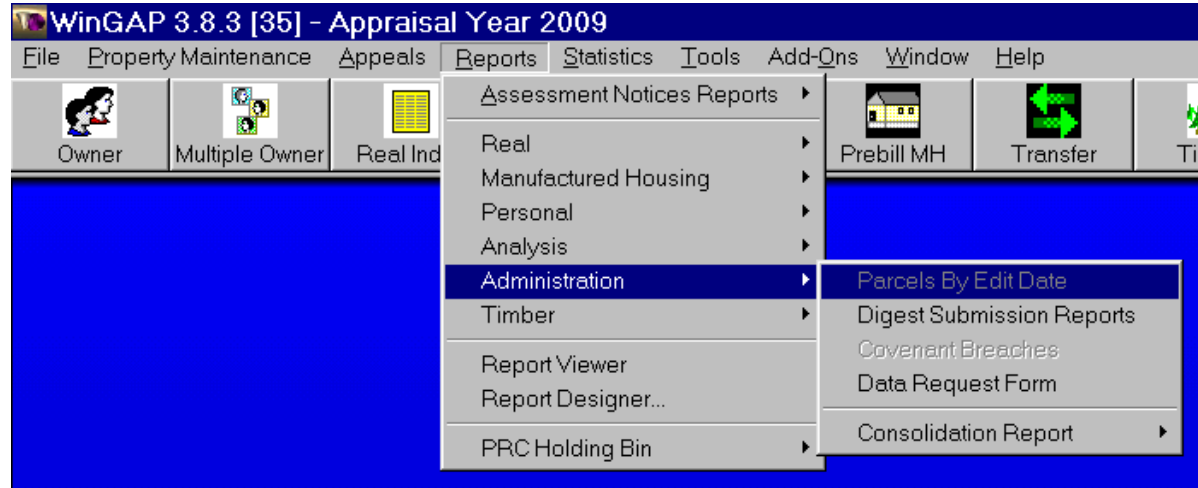 WinGAP 3.8.3 [35] - Appraisal Year 2009
File Property Maintenance Appeals Reports Statistics Tools Add-Ons Window Help
Owner Multiple Owner Real Ind Prebill MH Transfer Ti
Assessment Notices Reports
Real
Manufactured Housing
Personal
Analysis
Administration
Timber
Report Viewer
Report Designer...
PRC Holding Bin
Parcels By Edit Date
Digest Submission Reports
Covenant Breaches
Data Request Form
Consolidation Report